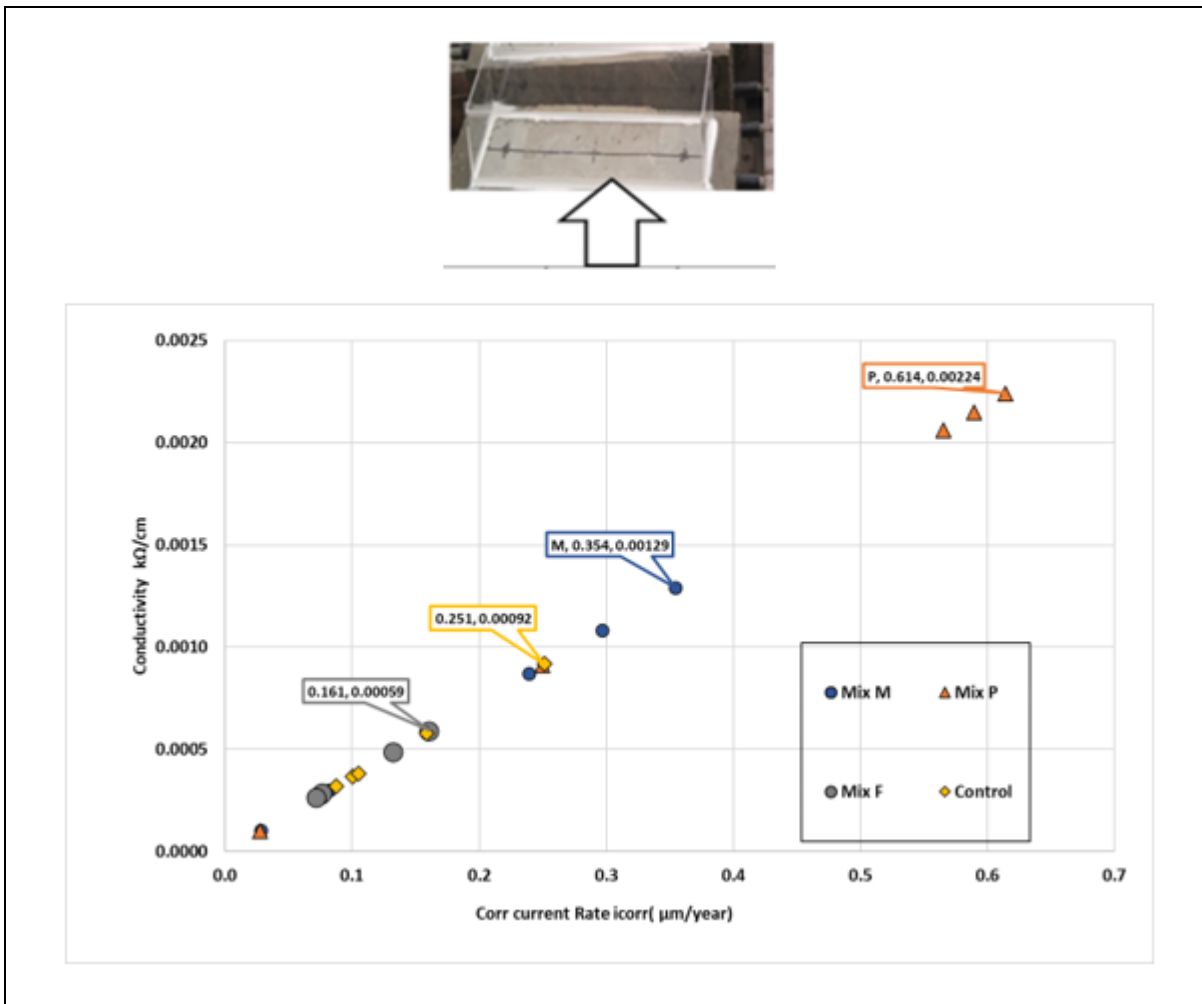 0.0025
P, 0.614, 0.00224
0.0020
Conductivity kΩ/cm
0.0015
M, 0.354, 0.00129
0.251, 0.00092
0.0010
0.161, 0.00059
Mix M
Mix P
0.0005
Mix F
Control
0.0000
0.0 0.1 0.2 0.3 0.4 0.5 0.6 0.7
Corr current Rate icorr( µm/year)